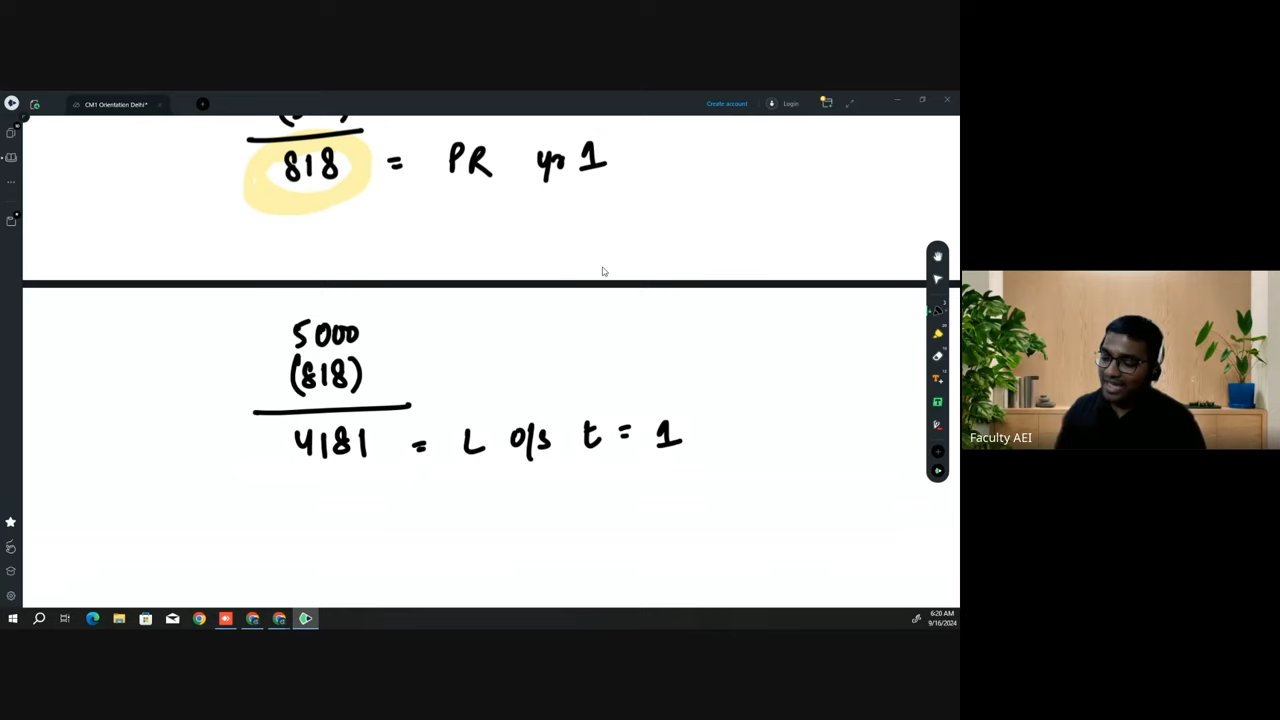 CM1 Orientation Delhi*
Create account
Login
818 = PR yr 1
5000
(818)
4181 = L o/s t = 1
Faculty AEI
6:20 AM
9/16/2024